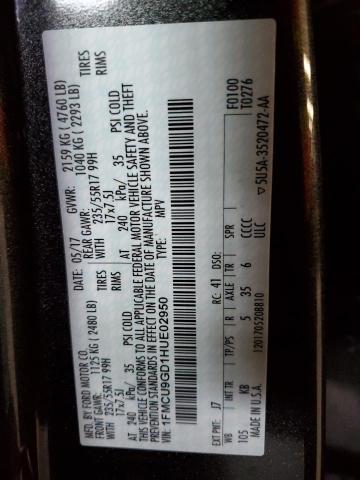 MFD. BY FORD MOTOR CO.
DATE: 05/17 GVWR: 2159 KG ( 4760 LB)
FRONT GAWR: 1125 KG ( 2480 LB) REAR GAWR: 1040 KG ( 2293 LB)
WITH 235/55R17 99H TIRES WITH 235/55R17 99H TIRES
17x7.5J RIMS 17x7.5J RIMS
AT 240 kPa/ 35 PSI COLD AT 240 kPa/ 35 PSI COLD
THIS VEHICLE CONFORMS TO ALL APPLICABLE FEDERAL MOTOR VEHICLE SAFETY AND THEFT
PREVENTION STANDARDS IN EFFECT ON THE DATE OF MANUFACTURE SHOWN ABOVE.
VIN: 1FMCU9GD1HUE02950 TYPE: MPV
F0100
T0276
EXT PNT: J7 RC: 41 DSO:
WB INT TR TP/PS R AXLE TR SPR
105 KB 5 35 6 CCCC
ULC
MADE IN U.S.A. 1201705208810
▽5U5A-3520472-AA